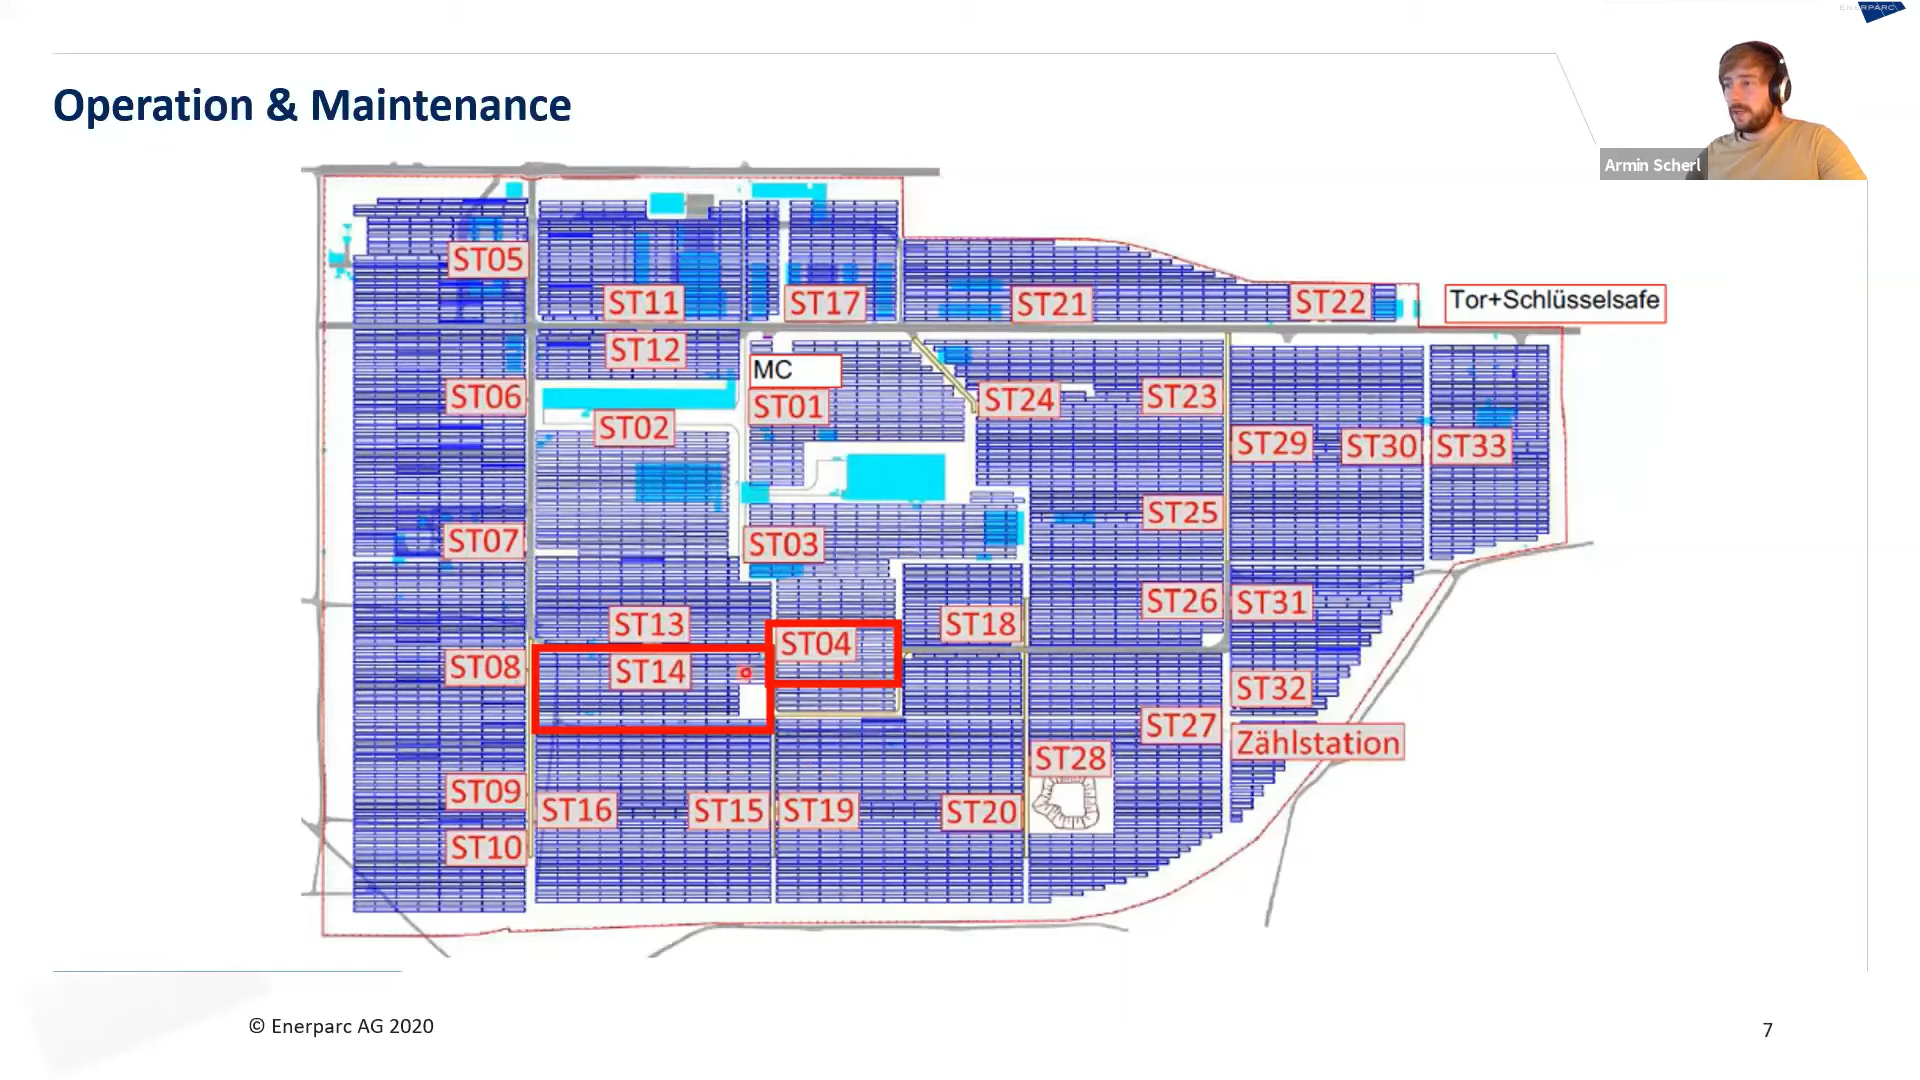 ENERPARC
Operation & Maintenance
Armin Scherl
ST05
ST11
ST17
ST21
ST22
Tor+Schlüsselsafe
ST12
MC
ST06
ST01
ST24
ST23
ST02
ST29
ST30
ST33
ST07
ST03
ST25
ST13
ST04
ST18
ST26
ST31
ST08
ST14
ST32
ST27
Zählstation
ST28
ST09
ST16
ST15
ST19
ST20
ST10
© Enerparc AG 2020
7